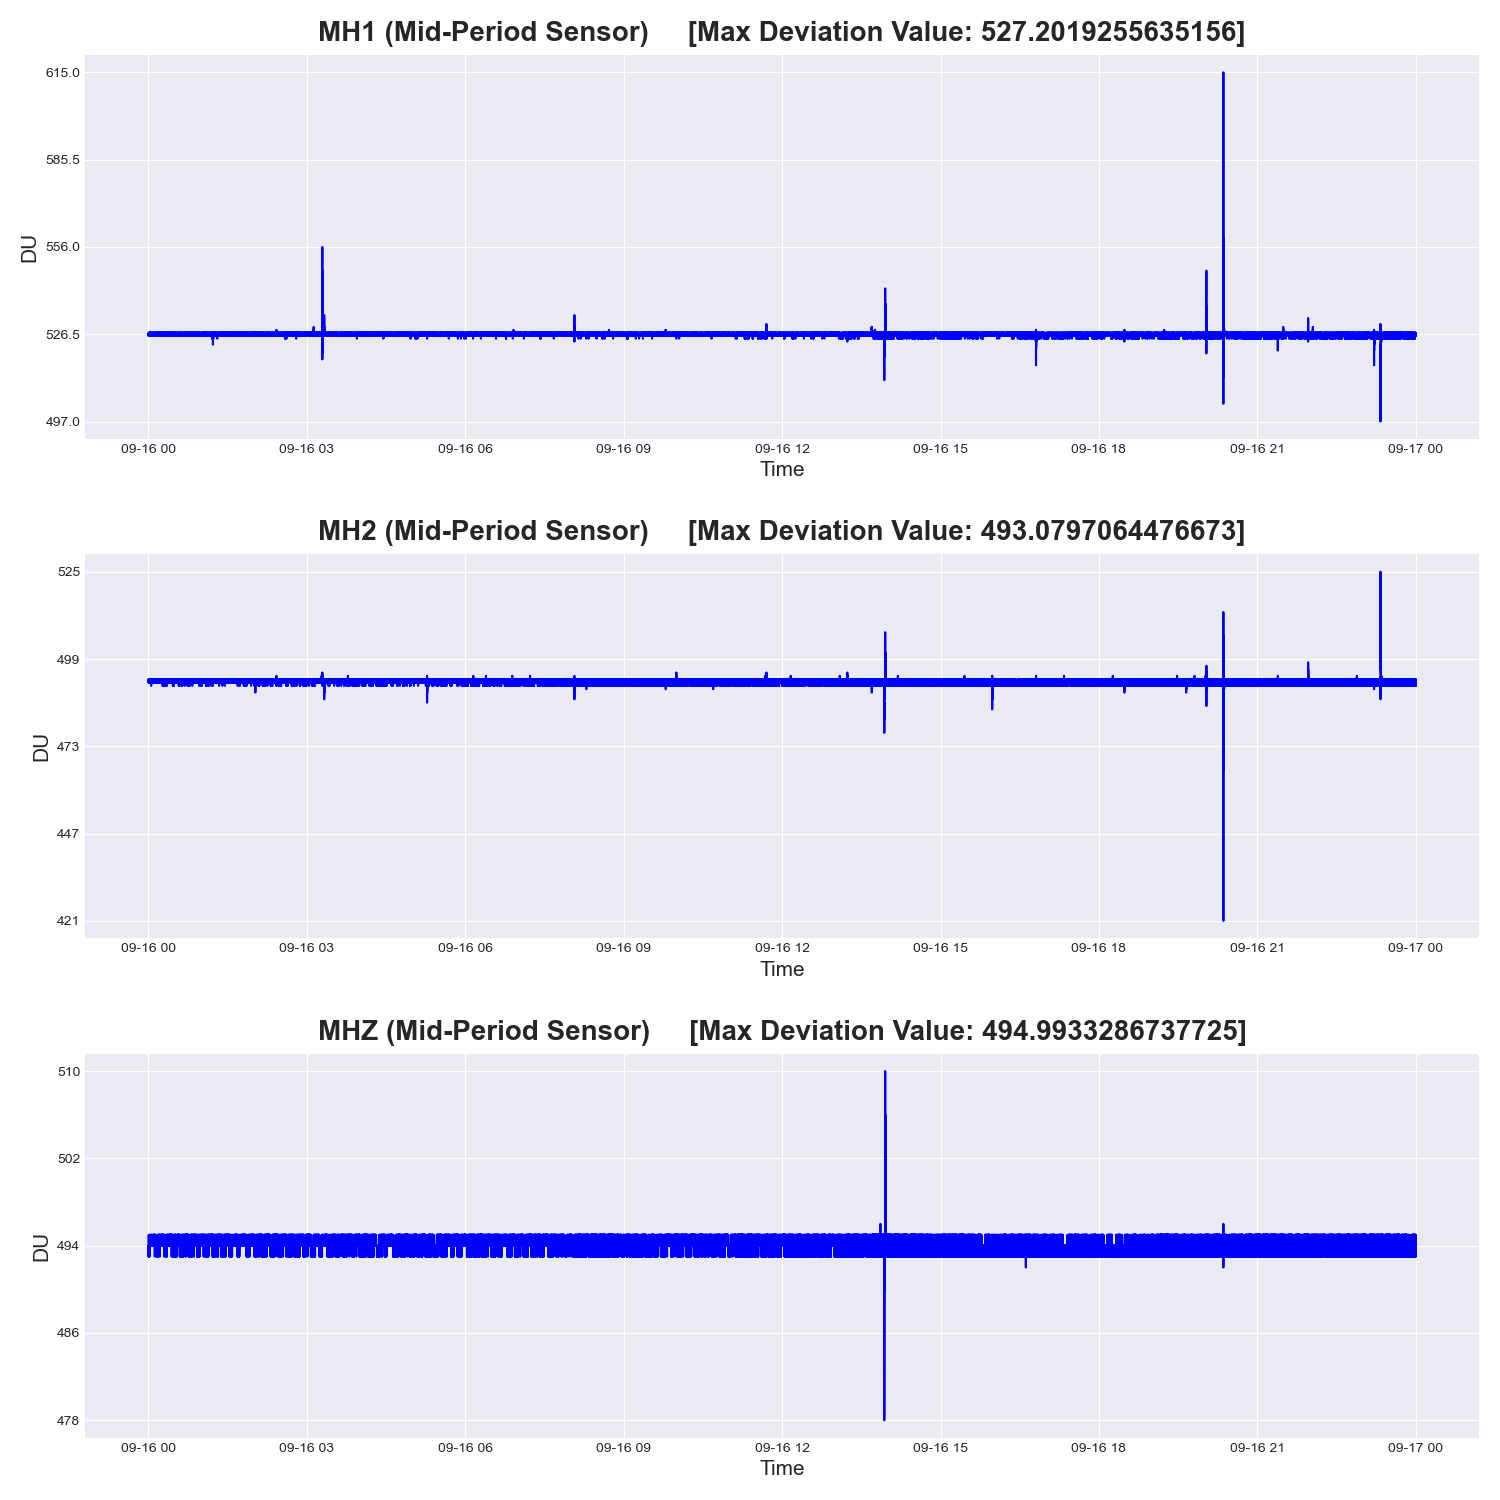 MH1 (Mid-Period Sensor) [Max Deviation Value: 527.2019255635156]
615.0
585.5
556.0
526.5
497.0
DU
09-16 00 09-16 03 09-16 06 09-16 09 09-16 12 09-16 15 09-16 18 09-16 21 09-17 00
Time
MH2 (Mid-Period Sensor) [Max Deviation Value: 493.0797064476673]
525
499
473
447
421
DU
09-16 00 09-16 03 09-16 06 09-16 09 09-16 12 09-16 15 09-16 18 09-16 21 09-17 00
Time
MHZ (Mid-Period Sensor) [Max Deviation Value: 494.9933286737725]
510
502
494
486
478
DU
09-16 00 09-16 03 09-16 06 09-16 09 09-16 12 09-16 15 09-16 18 09-16 21 09-17 00
Time